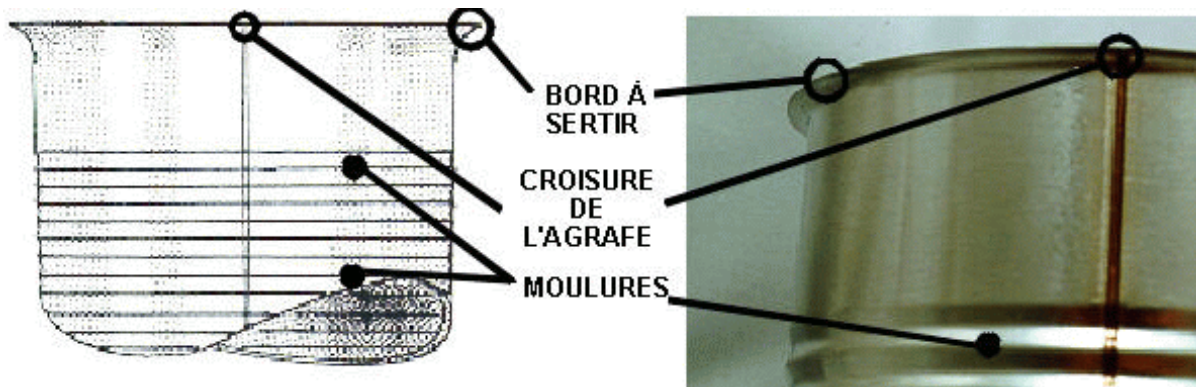 BORD À
SERTIR
CROISURE
DE
L'AGRAFE
MOULURES